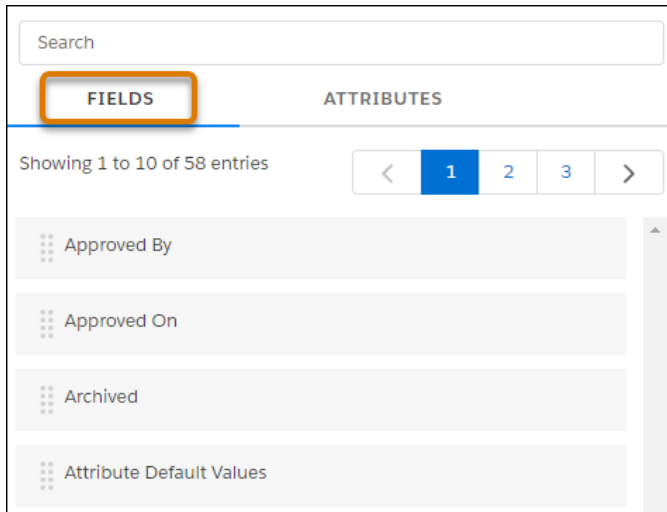 Search
FIELDS ATTRIBUTES
Showing 1 to 10 of 58 entries < 1 2 3 >
Approved By
Approved On
Archived
Attribute Default Values